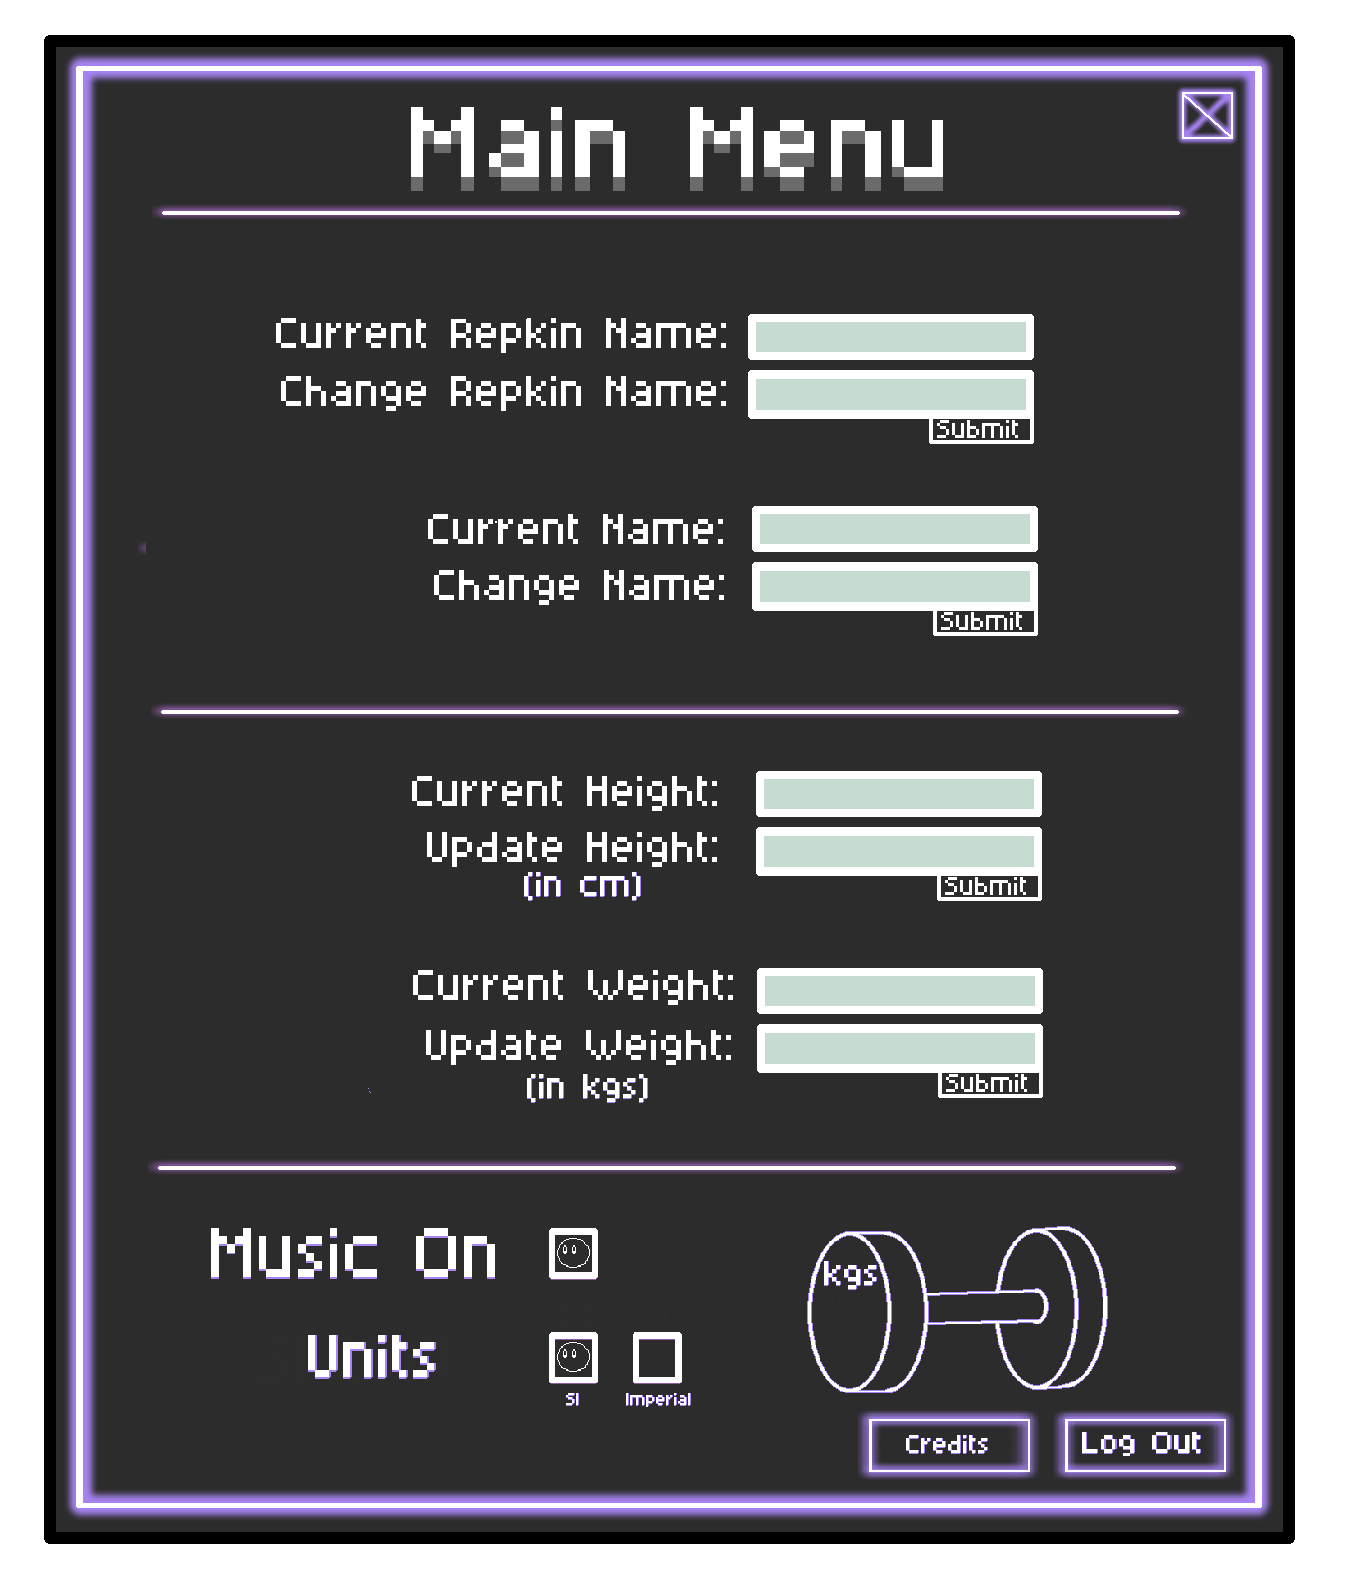 Main Menu
Current Repkin Name:
Change Repkin Name:
Submit
Current Name:
Change Name:
Submit
Current Height:
Update Height:
(in cm)
Submit
Current Weight:
Update Weight:
(in kgs)
Submit
Music On
kgs
Units
SI
Imperial
Credits
Log Out